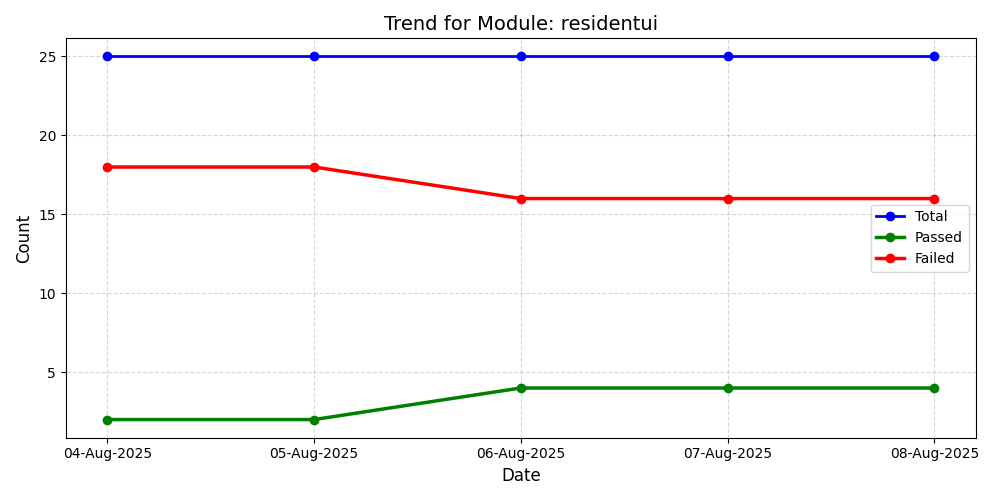 Trend for Module: residentui
Count
25
20
15
10
5
Total
Passed
Failed
04-Aug-2025 05-Aug-2025 06-Aug-2025 07-Aug-2025 08-Aug-2025
Date